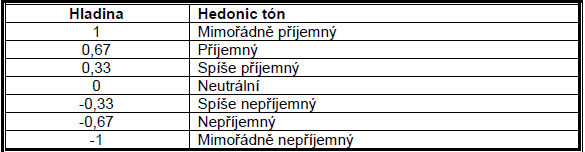 Hladina Hedonic tón
1 Mimořádně příjemný
0,67 Příjemný
0,33 Spíše příjemný
0 Neutrální
-0,33 Spíše nepříjemný
-0,67 Nepříjemný
-1 Mimořádně nepříjemný